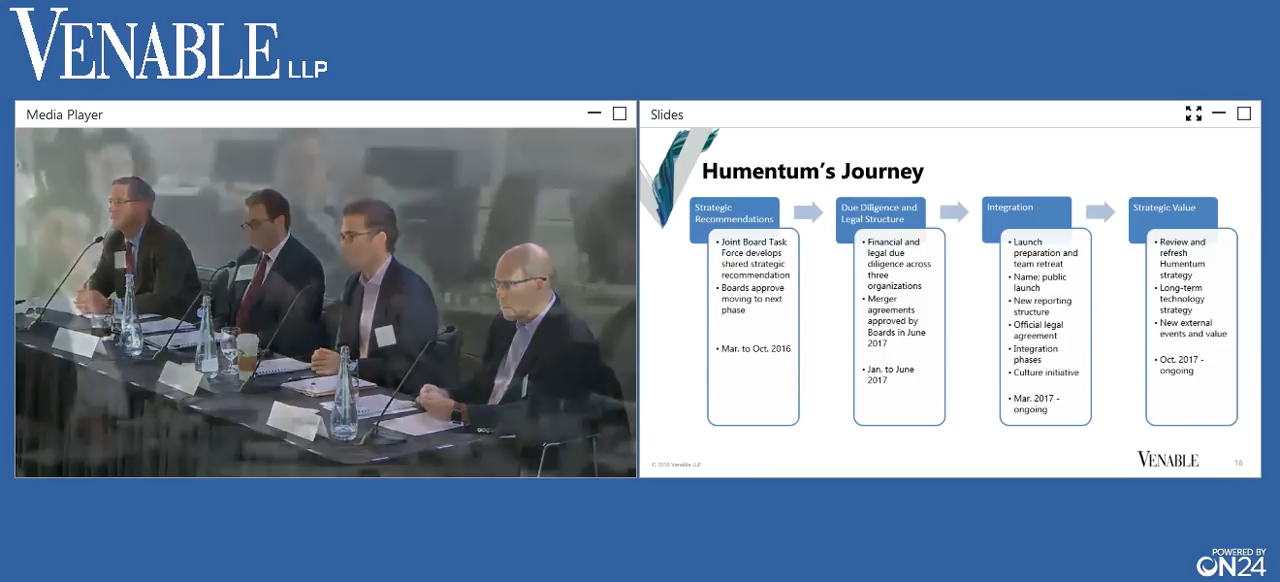 VENABLE LLP
Media Player
Slides
Humentum's Journey
Strategic
Recommendations
• Joint Board Task
Force develops
shared strategic
recommendation
• Boards approve
moving to next
phase
• Mar. to Oct. 2016
Due Diligence and
Legal Structure
• Financial and
legal due
diligence across
three
organizations
• Merger
agreements
approved by
Boards in June
2017
• Jan. to June
2017
Integration
• Launch
preparation and
team retreat
• Name; public
launch
• New reporting
structure
• Official legal
agreement
• Integration
phases
• Culture initiative
• Mar. 2017 -
ongoing
Strategic Value
• Review and
refresh
Humentum
strategy
• Long-term
technology
strategy
• New external
events and value
• Oct. 2017 -
ongoing
© 2018 Venable LLP
VENABLE
16
POWERED BY
ON24